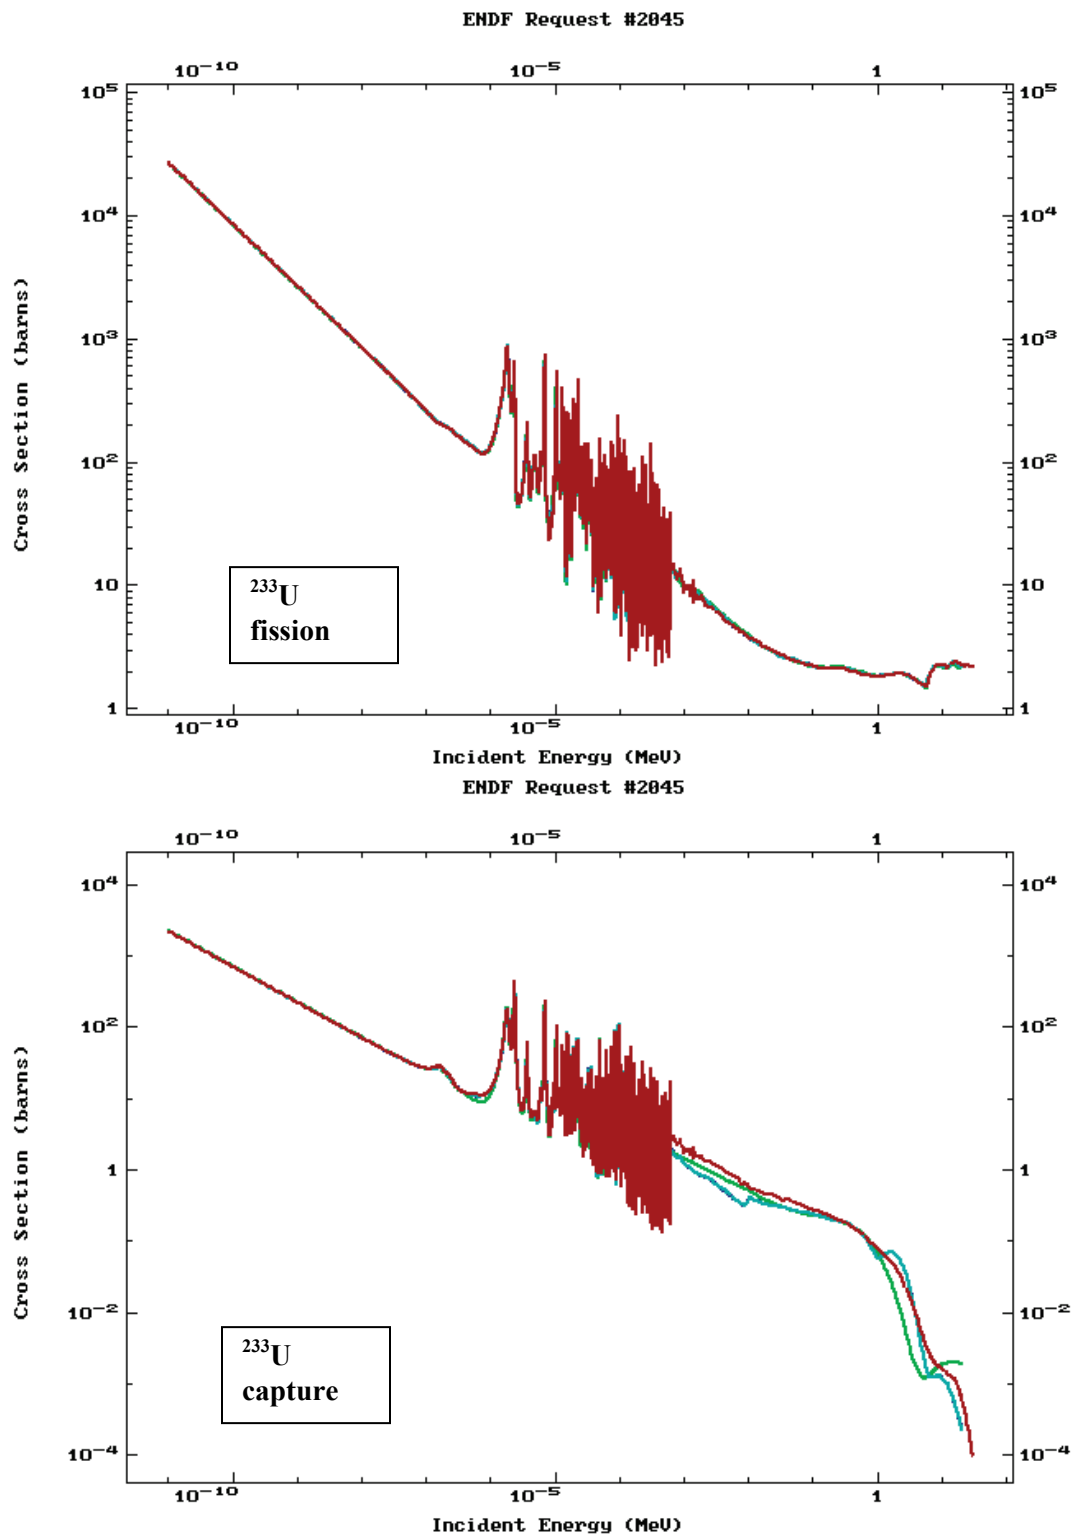 ENDF Request #2045
10⁻¹⁰ 10⁻⁵ 1
10⁵ 10⁵
10⁴ 10⁴
10³ 10³
10² 10²
10 10
1 1
Cross Section (barns)
²³³U
fission
10⁻¹⁰ 10⁻⁵ 1
Incident Energy (MeV)
ENDF Request #2045
10⁻¹⁰ 10⁻⁵ 1
10⁴ 10⁴
10² 10²
1 1
10⁻² 10⁻²
10⁻⁴ 10⁻⁴
Cross Section (barns)
²³³U
capture
10⁻¹⁰ 10⁻⁵ 1
Incident Energy (MeV)